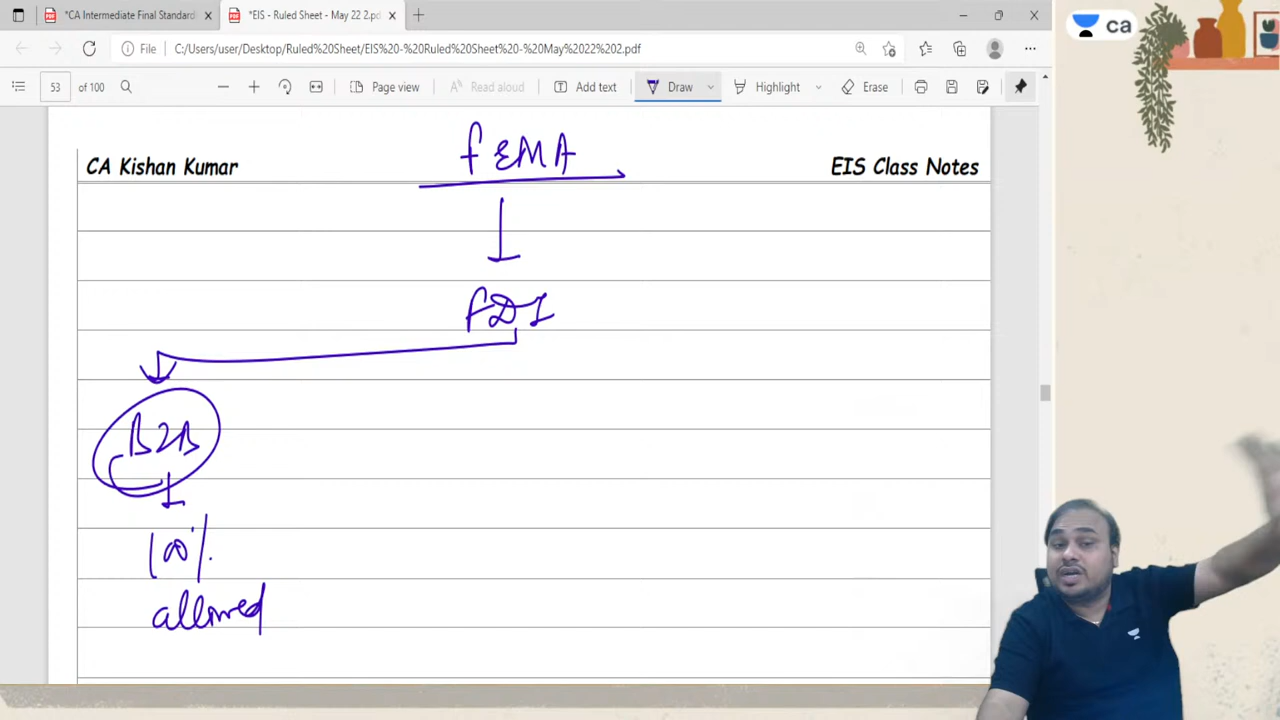 *CA Intermediate Final Standard
*EIS - Ruled Sheet - May 22 2.pd
File
C:/Users/user/Desktop/Ruled%20Sheet/EIS%20-%20Ruled%20Sheet%20-%20May%2022%202.pdf
53 of 100
Page view
Read aloud
Add text
Draw
Highlight
Erase
ca
CA Kishan Kumar
FEMA
EIS Class Notes
FDI
B2B
100%
allowed